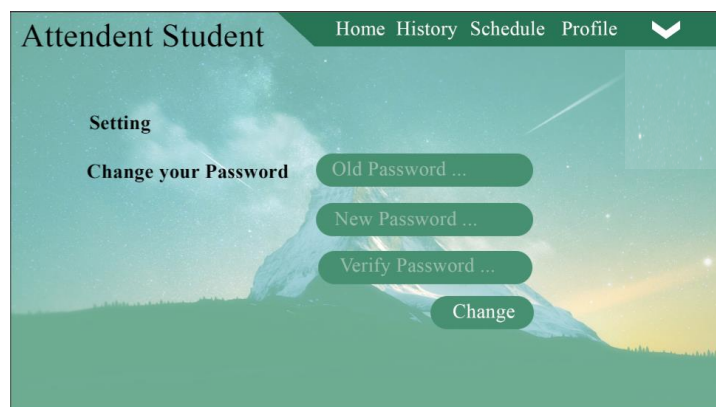 Attendent Student
Home History Schedule Profile
Setting
Change your Password
Old Password ...
New Password ...
Verify Password ...
Change